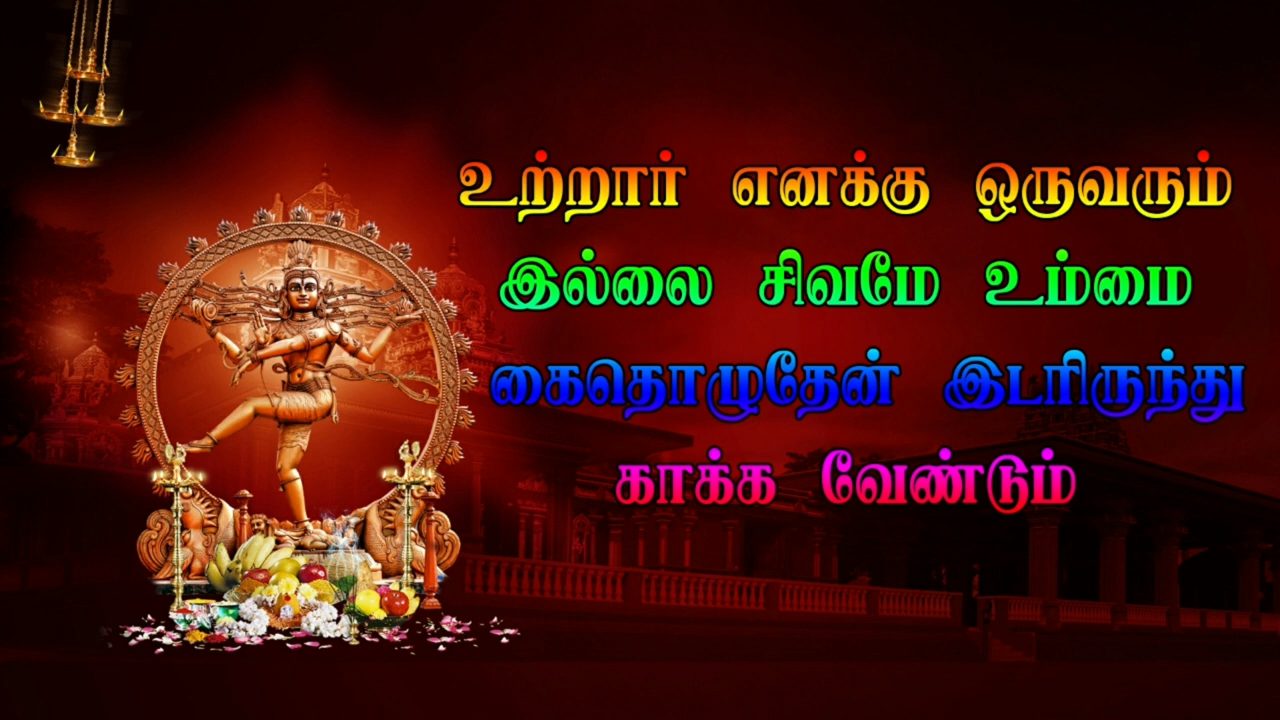 உற்றார் எனக்கு ஒருவரும்
இல்லை சிவமே உம்மை
கைதொழுதேன் இடரிருந்து
காக்க வேண்டும்